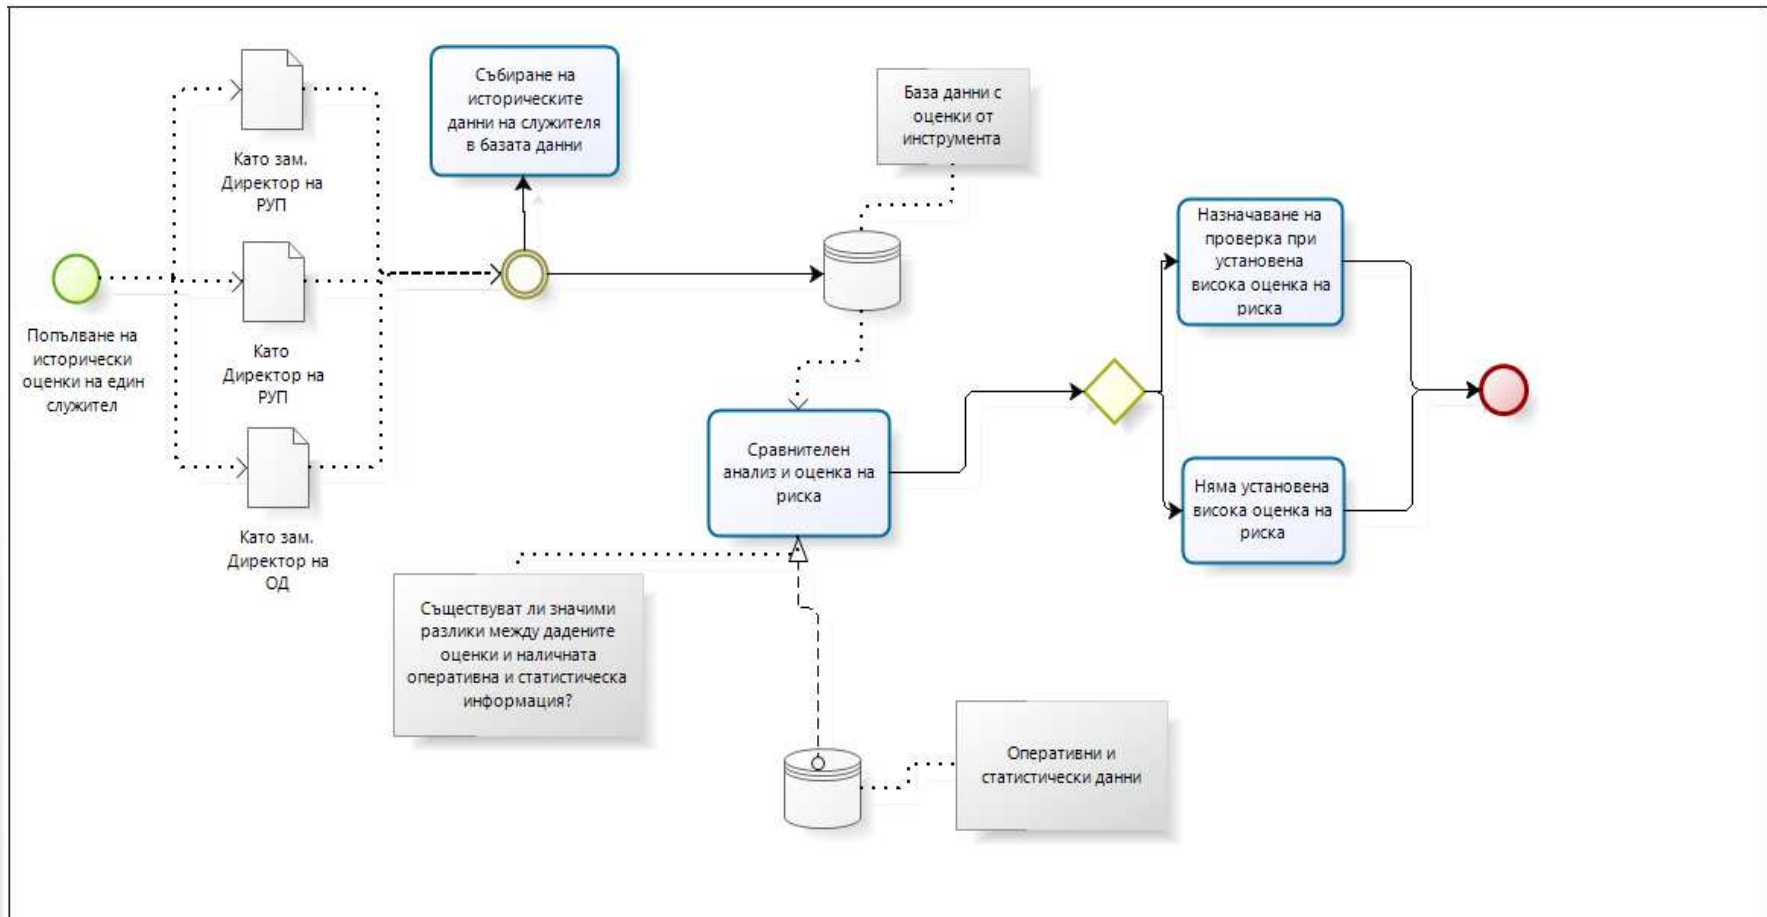 Събиране на
историческите
данни на служителя
в базата данни
База данни с
оценки от
инструмента
Като зам.
Директор на
РУП
Назначаване на
проверка при
установена
висока оценка на
риска
Попълване на
исторически
оценки на един
служител
Като
Директор на
РУП
Сравнителен
анализ и оценка на
риска
Няма установена
висока оценка на
риска
Като зам.
Директор на
ОД
Съществуват ли значими
разлики между дадените
оценки и наличната
оперативна и статистическа
информация?
Оперативни и
статистически данни